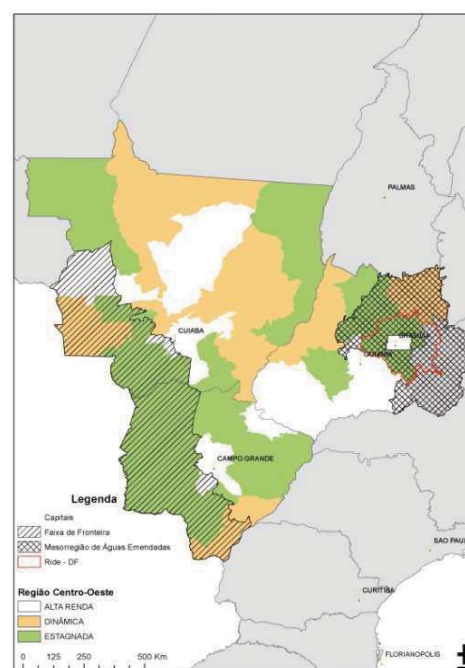 PALMAS
BRASILIA
GOIANIA
CUIABA
CAMPO GRANDE
SAO PAU
CURITIBA
FLORIANOPOLIS
Legenda
Capitais
Faixa de Fronteira
Mesorregião de Águas Emendadas
Ride - DF
Região Centro-Oeste
ALTA RENDA
DINÂMICA
ESTAGNADA
0 125 250 500 Km